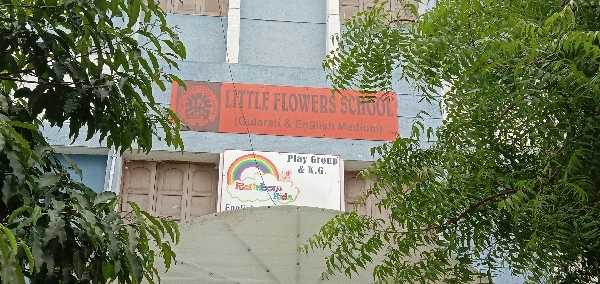 LITTLE FLOWERS SCHOOL
(Gujarati & English Medium)
Play Group
& K.G.
Rainbow
Kids